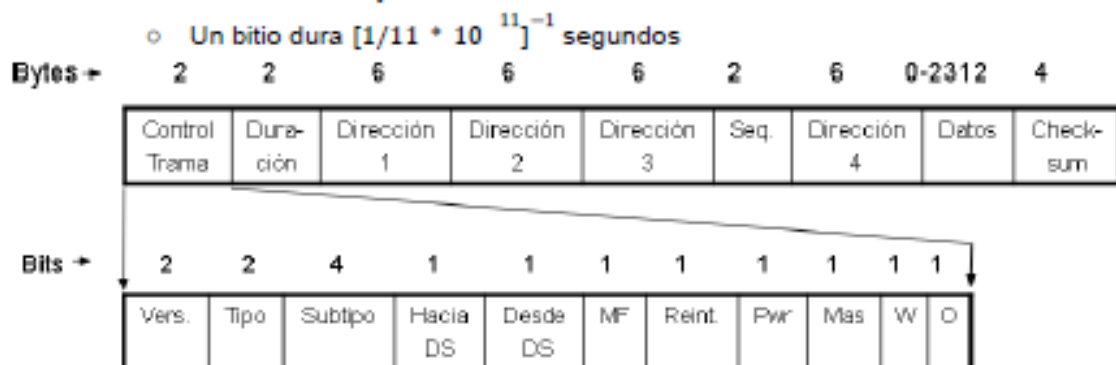 ○ Un bitio dura [1/11 * 10 11]-1 segundos
Bytes → 2 2 6 6 6 2 6 0-2312 4
Control Trama Dura-ción Dirección 1 Dirección 2 Dirección 3 Seq. Dirección 4 Datos Check-sum
Bits → 2 2 4 1 1 1 1 1 1 1 1
Vers. Tipo Subtipo Hacia DS Desde DS MF Reint. Pwr Mas W O